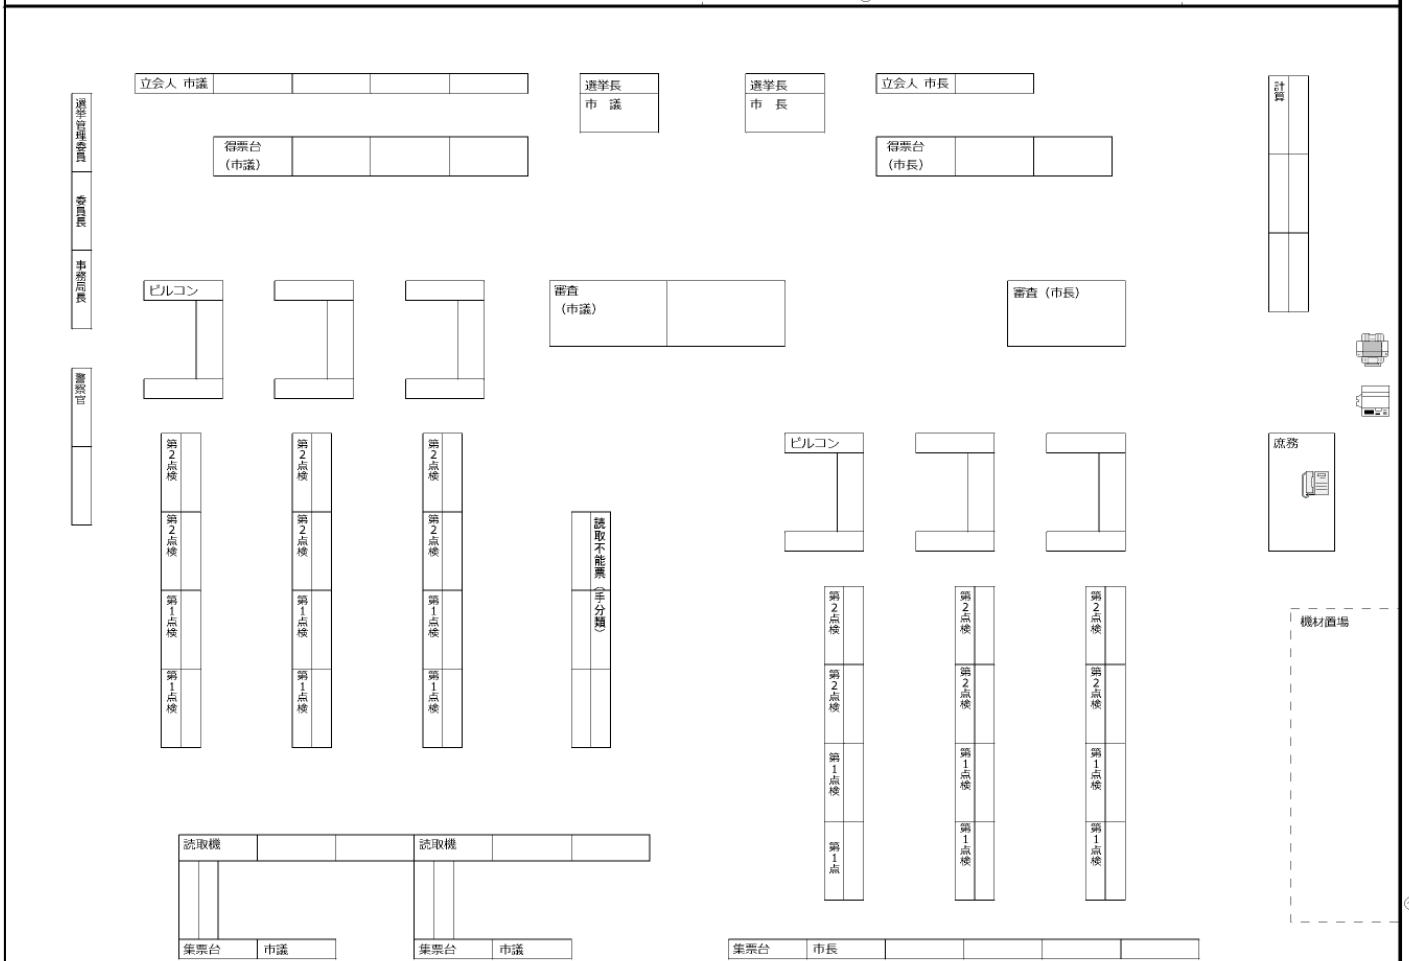 立会人 市議
選挙長
市　議
選挙長
市　長
立会人 市長
計算
選挙管理委員
委員長
事務局長
得票台
（市議）
得票台
（市長）
ビルコン
審査
（市議）
審査（市長）
警察官
第2点検
第2点検
第1点検
第1点検
第2点検
第2点検
第1点検
第1点検
第2点検
第2点検
第1点検
第1点検
読取不能票（手分類）
ビルコン
庶務
第2点検
第2点検
第1点検
第1点
第2点検
第2点検
第1点検
第1点検
第2点検
第2点検
第1点検
第1点検
機材置場
読取機
読取機
集票台
市議
集票台
市議
集票台
市長